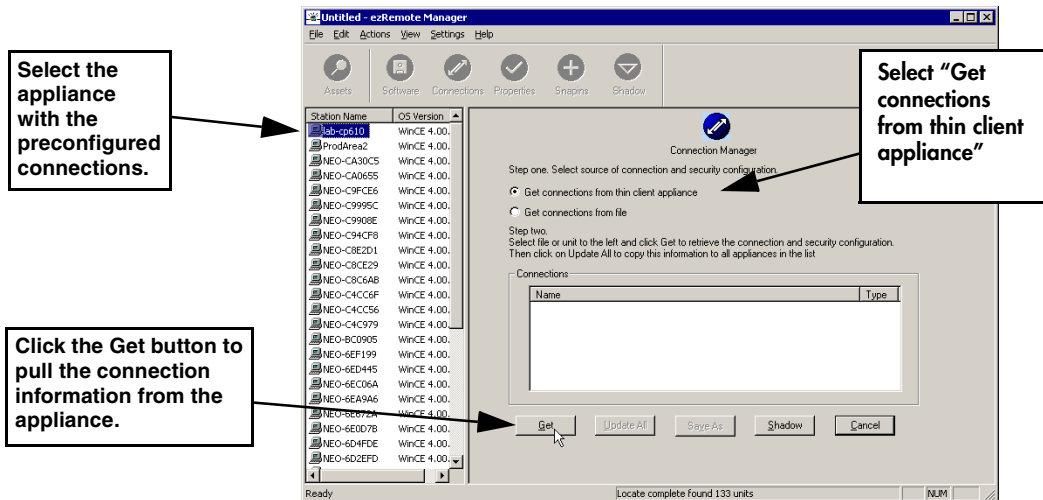 Untitled - ezRemote Manager
File Edit Actions View Settings Help
Assets Software Connections Properties Snapins Shadow
Select the
appliance
with the
preconfigured
connections.
Select “Get
connections
from thin client
appliance”
Station Name OS Version
lab-cp610 WinCE 4.00.
ProdArea2 WinCE 4.00.
NEO-CA30C5 WinCE 4.00.
NEO-CA0655 WinCE 4.00.
NEO-C9FCE6 WinCE 4.00.
NEO-C9995C WinCE 4.00.
NEO-C9908E WinCE 4.00.
NEO-C94CF8 WinCE 4.00.
NEO-C8E2D1 WinCE 4.00.
NEO-C8CE29 WinCE 4.00.
NEO-C8C6AB WinCE 4.00.
NEO-C4CC6F WinCE 4.00.
NEO-C4CC56 WinCE 4.00.
NEO-C4C979 WinCE 4.00.
NEO-BC0905 WinCE 4.00.
NEO-6EF199 WinCE 4.00.
NEO-6ED445 WinCE 4.00.
NEO-6EC06A WinCE 4.00.
NEO-6EA9A6 WinCE 4.00.
WinCE 4.00.
NEO-6E0D7B WinCE 4.00.
NEO-6D4FDE WinCE 4.00.
NEO-6D2EFD WinCE 4.00.
Connection Manager
Step one. Select source of connection and security configuration.
Get connections from thin client appliance
Get connections from file
Step two.
Select file or unit to the left and click Get to retrieve the connection and security configuration.
Then click on Update All to copy this information to all appliances in the list
Connections
Name Type
Click the Get button to
pull the connection
information from the
appliance.
Get Update All Save As Shadow Cancel
Ready Locate complete found 133 units NUM